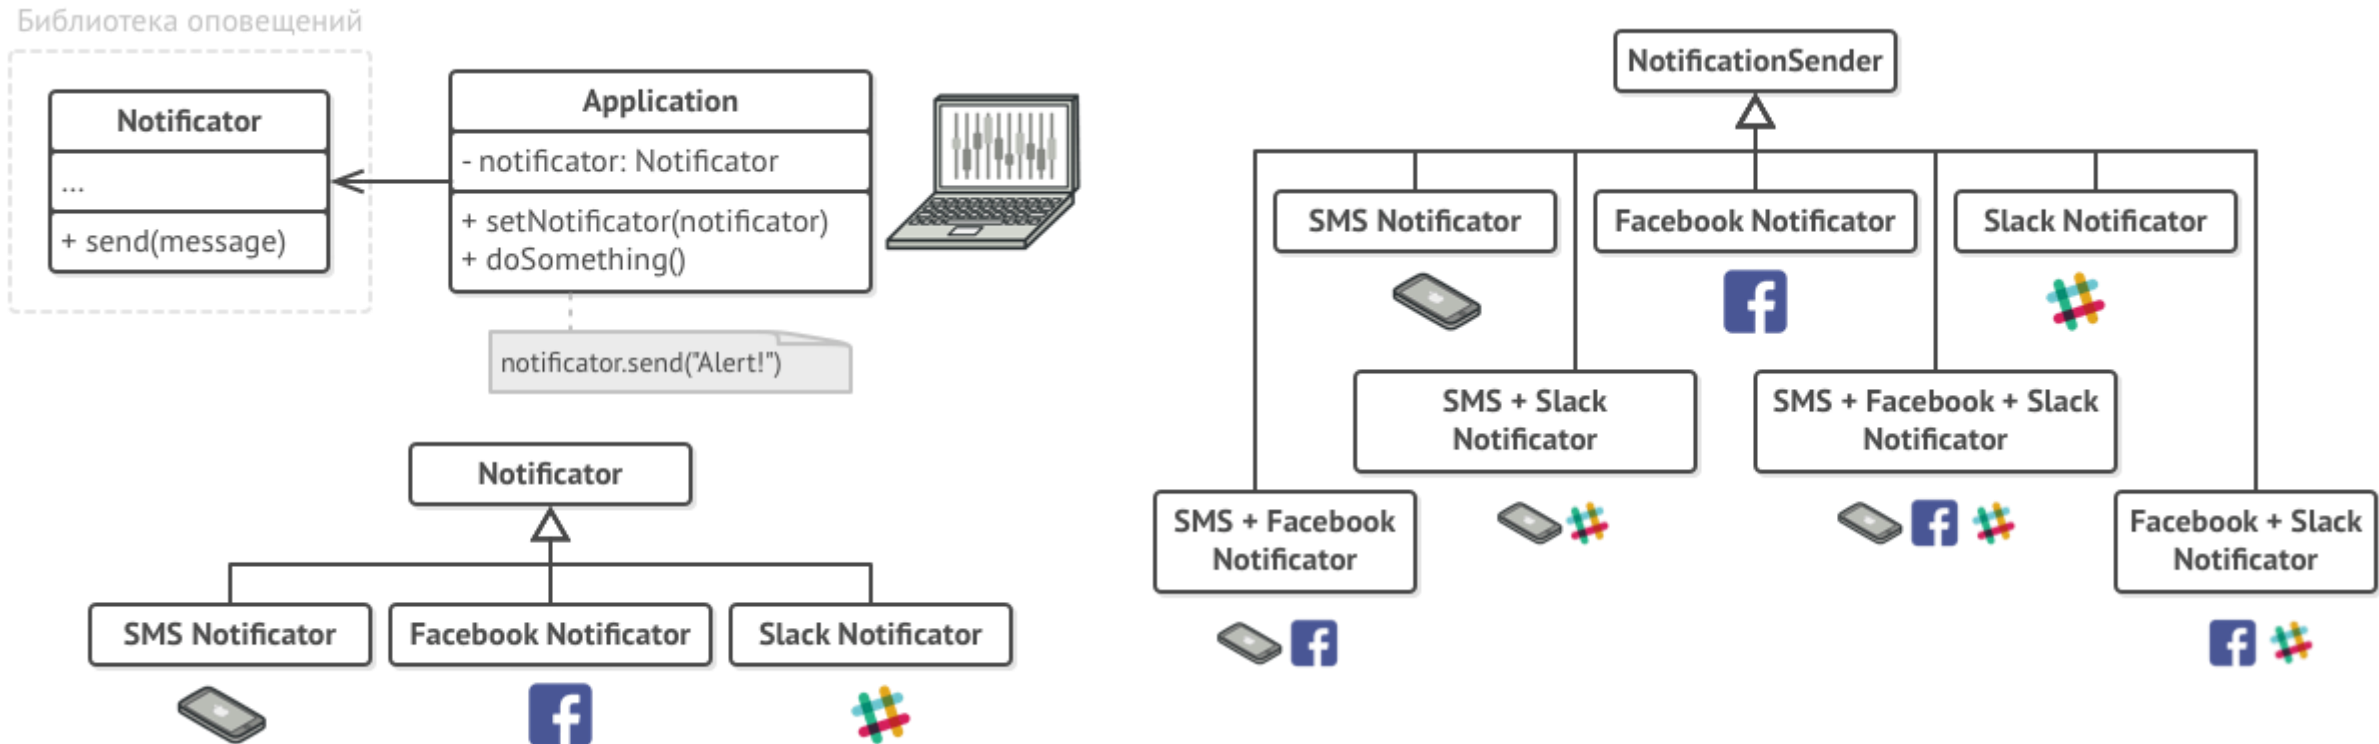 Библиотека оповещений
Notificator
...
+ send(message)
Application
- notificator: Notificator
+ setNotificator(notificator)
+ doSomething()
notificator.send("Alert!")
Notificator
SMS Notificator
Facebook Notificator
Slack Notificator
NotificationSender
SMS Notificator
Facebook Notificator
Slack Notificator
SMS + Slack
Notificator
SMS + Facebook + Slack
Notificator
SMS + Facebook
Notificator
Facebook + Slack
Notificator